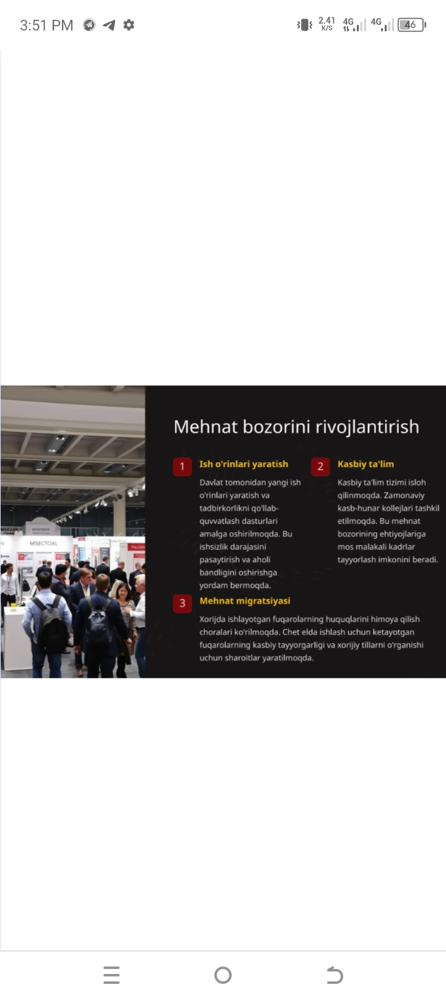 3:51 PM
2.41
K/S
4G
4G
46
MISECTOAL
Mehnat bozorini rivojlantirish
1
Ish o'rinlari yaratish
Davlat tomonidan yangi ish
o'rinlari yaratish va
tadbirkorlikni qo'llab-
quvvatlash dasturlari
amalga oshirilmoqda. Bu
ishsizlik darajasini
pasaytirish va aholi
bandligini oshirishga
yordam bermoqda.
2
Kasbiy ta'lim
Kasbiy ta'lim tizimi isloh
qilinmoqda. Zamonaviy
kasb-hunar kollejlari tashkil
etilmoqda. Bu mehnat
bozorining ehtiyojlariga
mos malakali kadrlar
tayyorlash imkonini beradi.
3
Mehnat migratsiyasi
Xorijda ishlayotgan fuqarolarning huquqlarini himoya qilish
choralari ko'rilmoqda. Chet elda ishlash uchun ketayotgan
fuqarolarning kasbiy tayyorgarligi va xorijiy tillarni o'rganishi
uchun sharoitlar yaratilmoqda.